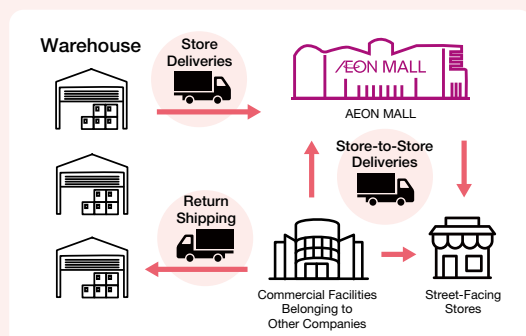 Warehouse
Store
Deliveries
ÆON MALL
AEON MALL
Store-to-Store
Deliveries
Return
Shipping
Commercial Facilities
Belonging to
Other Companies
Street-Facing
Stores